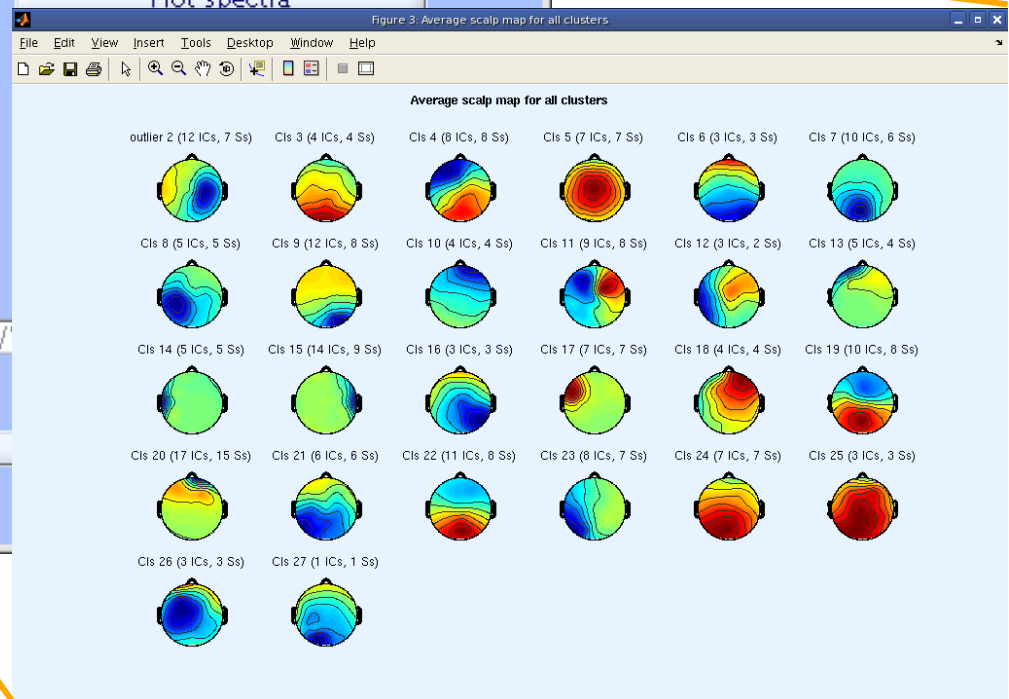 Plot spectra
Figure 3: Average scalp map for all clusters
File Edit View Insert Tools Desktop Window Help
Average scalp map for all clusters
outlier 2 (12 ICs, 7 Ss) Cls 3 (4 ICs, 4 Ss) Cls 4 (8 ICs, 8 Ss) Cls 5 (7 ICs, 7 Ss) Cls 6 (3 ICs, 3 Ss) Cls 7 (10 ICs, 6 Ss)
Cls 8 (5 ICs, 5 Ss) Cls 9 (12 ICs, 8 Ss) Cls 10 (4 ICs, 4 Ss) Cls 11 (9 ICs, 8 Ss) Cls 12 (3 ICs, 2 Ss) Cls 13 (5 ICs, 4 Ss)
Cls 14 (5 ICs, 5 Ss) Cls 15 (14 ICs, 9 Ss) Cls 16 (3 ICs, 3 Ss) Cls 17 (7 ICs, 7 Ss) Cls 18 (4 ICs, 4 Ss) Cls 19 (10 ICs, 8 Ss)
Cls 20 (17 ICs, 15 Ss) Cls 21 (6 ICs, 6 Ss) Cls 22 (11 ICs, 8 Ss) Cls 23 (8 ICs, 7 Ss) Cls 24 (7 ICs, 7 Ss) Cls 25 (3 ICs, 3 Ss)
Cls 26 (3 ICs, 3 Ss) Cls 27 (1 ICs, 1 Ss)